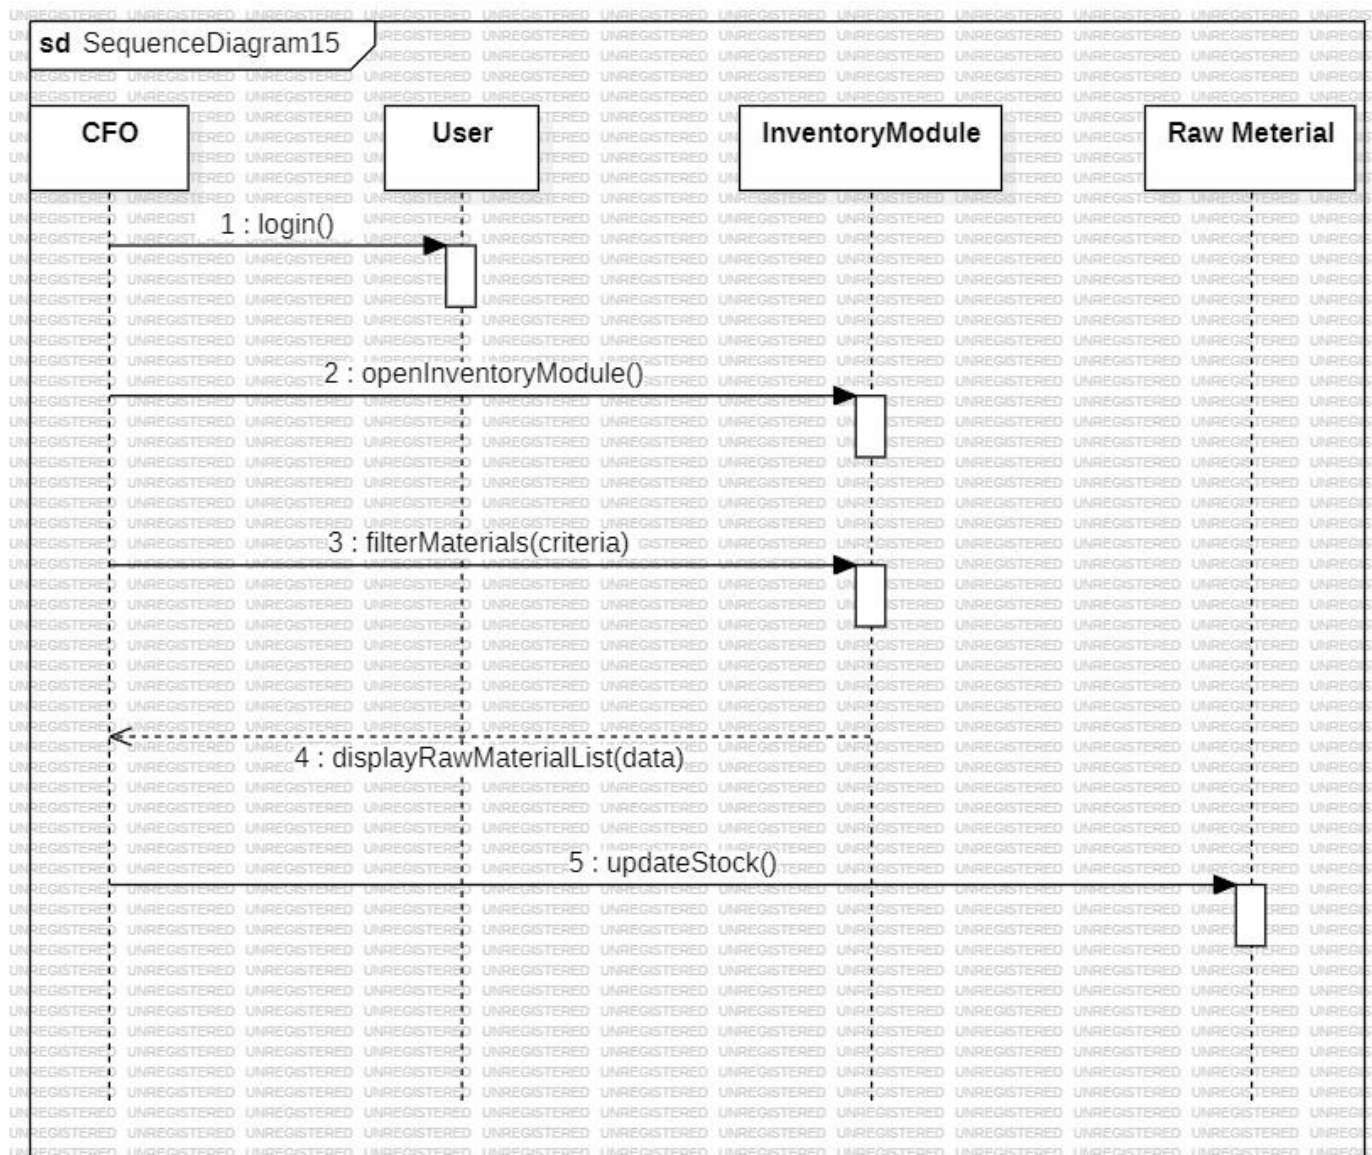 sd SequenceDiagram15
CFO
User
InventoryModule
Raw Meterial
1 : login()
2 : openInventoryModule()
3 : filterMaterials(criteria)
4 : displayRawMaterialList(data)
5 : updateStock()
UNREGISTERED